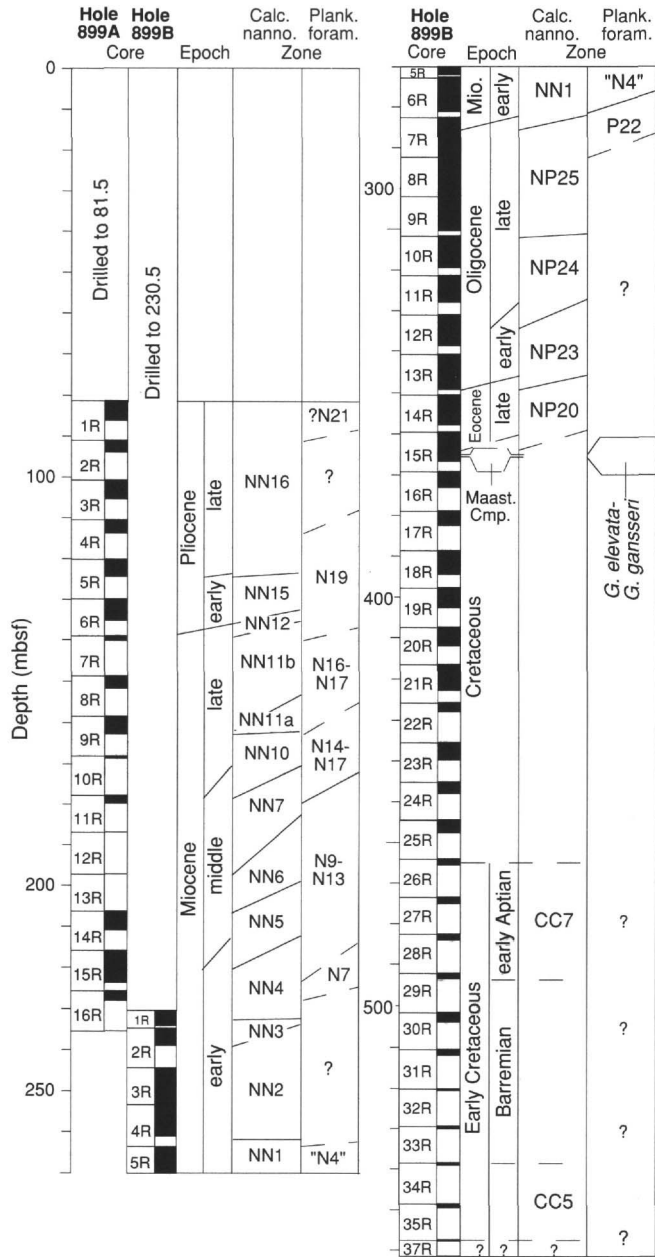 Hole 899A
Hole 899B
Calc. nanno.
Plank. foram.
Core
Epoch
Zone
Depth (mbsf)
0
100
200
250
Drilled to 81.5
Drilled to 230.5
1R
2R
3R
4R
5R
6R
7R
8R
9R
10R
11R
12R
13R
14R
15R
16R
1R
2R
3R
4R
5R
Pliocene
late
early
Miocene
late
middle
early
NN16
NN15
NN12
NN11b
NN11a
NN10
NN7
NN6
NN5
NN4
NN3
NN2
NN1
?N21
?
N19
N16-
N17
N14-
N17
N9-
N13
N7
?
"N4"
Hole
899B
Calc. nanno.
Plank. foram.
Core
Epoch
Zone
300
400
500
5R
6R
7R
8R
9R
10R
11R
12R
13R
14R
15R
16R
17R
18R
19R
20R
21R
22R
23R
24R
25R
26R
27R
28R
29R
30R
31R
32R
33R
34R
35R
37R
Mio.
early
Oligocene
late
early
Eocene
late
Maast.
Cmp.
Cretaceous
Early Cretaceous
early Aptian
Barremian
?
?
NN1
NP25
NP24
NP23
NP20
CC7
CC5
?
"N4"
P22
?
G. elevata-
G. gansseri
?
?
?
?